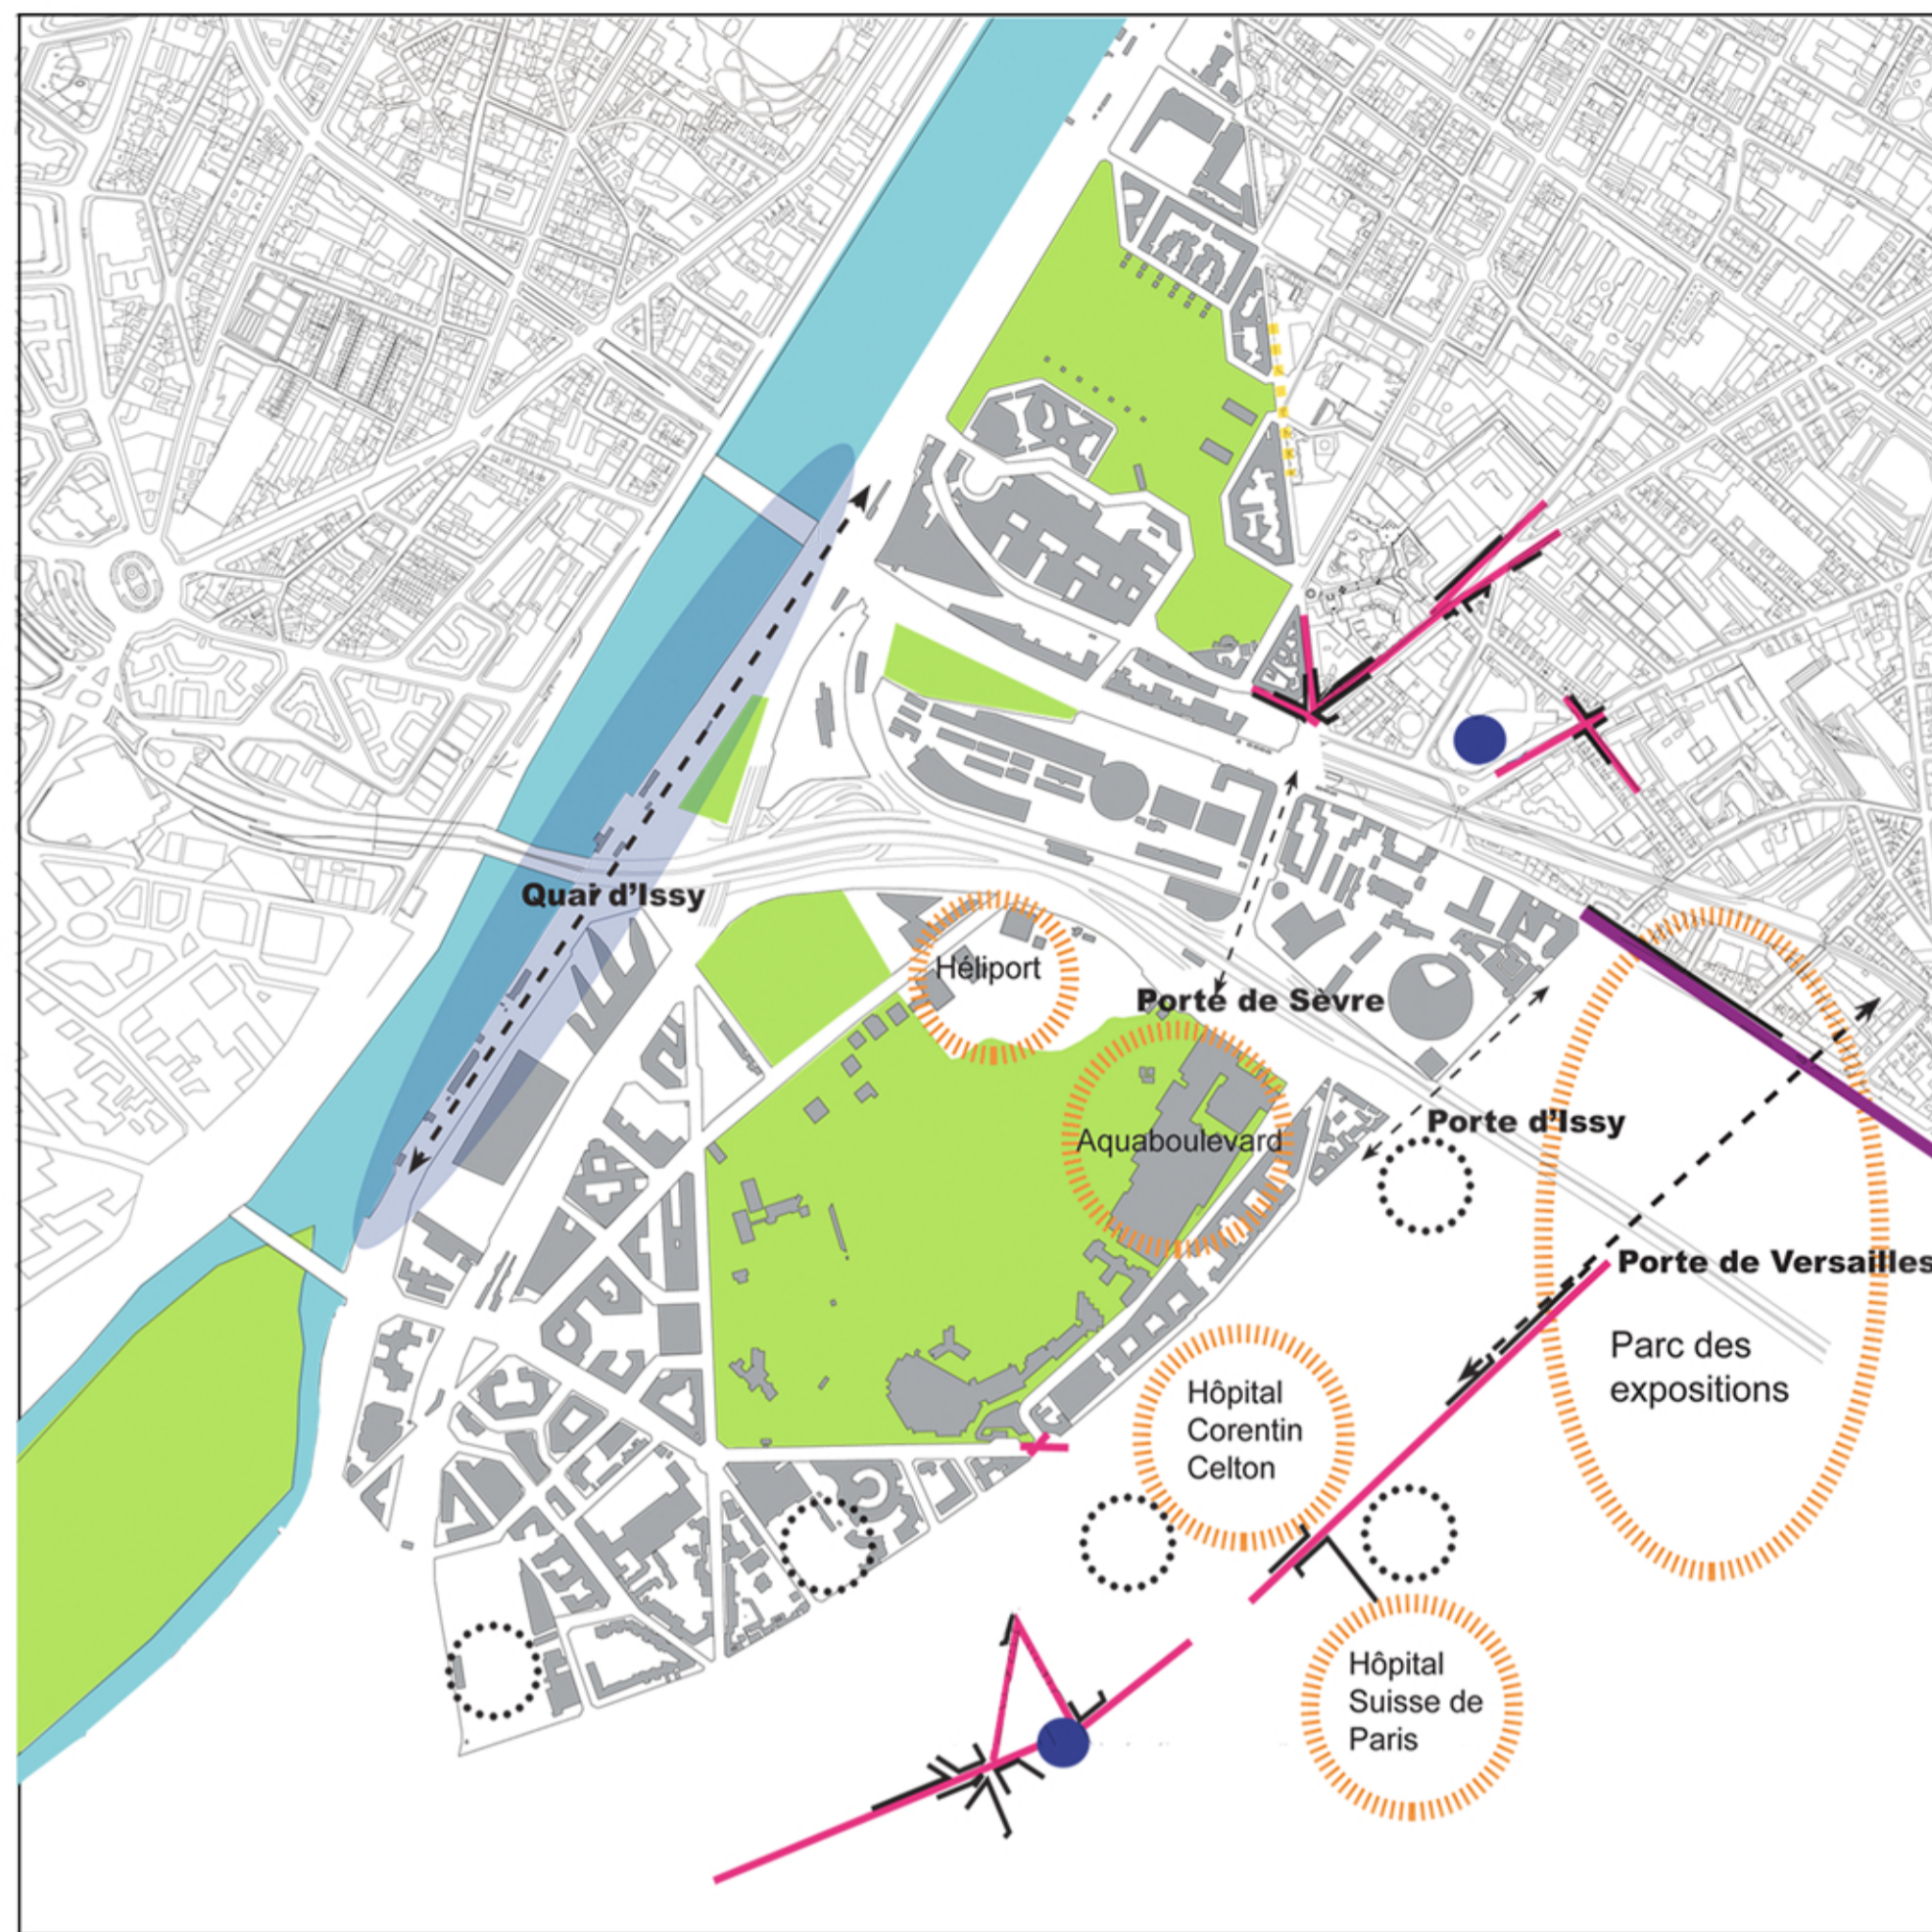 Quai d'Issy
Héliport
Porte de Sèvre
Aquaboulevard
Porte d'Issy
Porte de Versailles
Parc des
expositions
Hôpital
Corentin
Celton
Hôpital
Suisse de
Paris